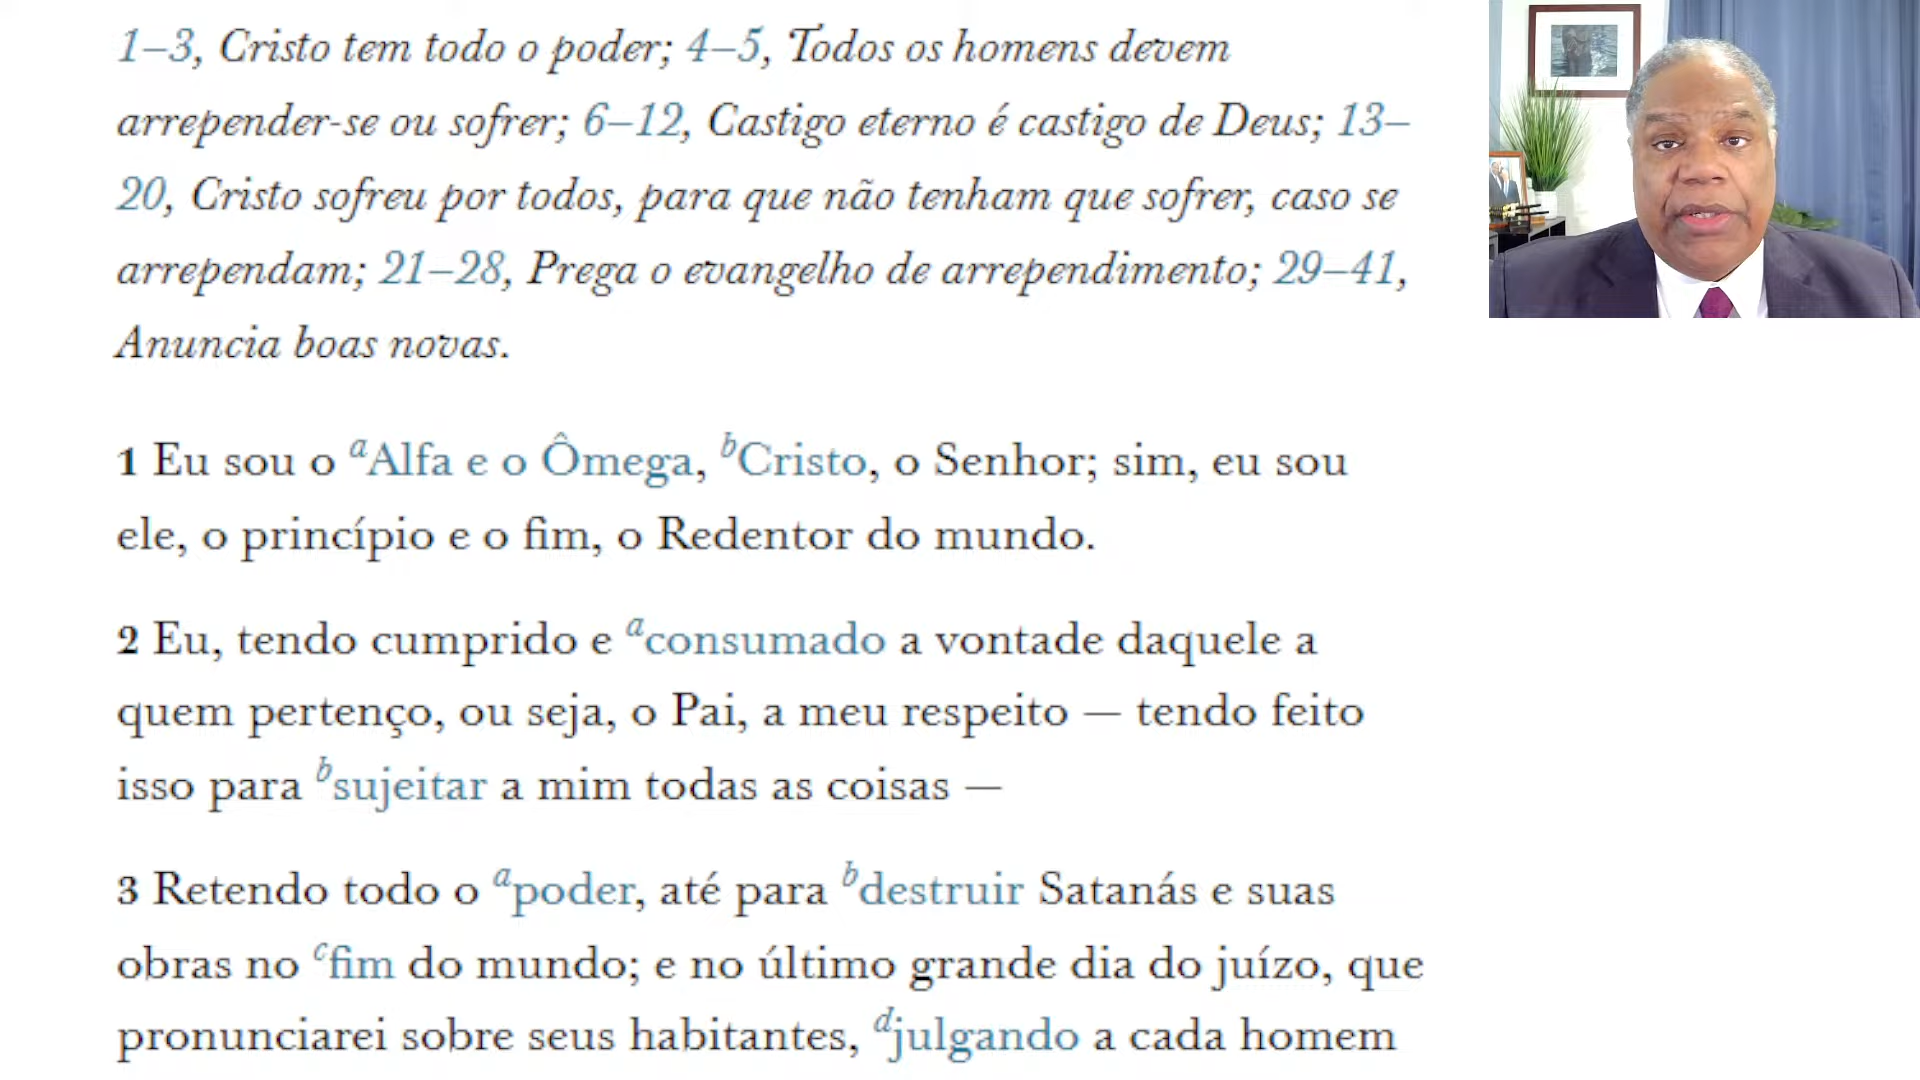 1–3, Cristo tem todo o poder; 4–5, Todos os homens devem
arrepender-se ou sofrer; 6–12, Castigo eterno é castigo de Deus; 13–
20, Cristo sofreu por todos, para que não tenham que sofrer, caso se
arrependam; 21–28, Prega o evangelho de arrependimento; 29–41,
Anuncia boas novas.
1 Eu sou o aAlfa e o Ômega, bCristo, o Senhor; sim, eu sou
ele, o princípio e o fim, o Redentor do mundo.
2 Eu, tendo cumprido e aconsumado a vontade daquele a
quem pertenço, ou seja, o Pai, a meu respeito — tendo feito
isso para bsujeitar a mim todas as coisas —
3 Retendo todo o apoder, até para bdestruir Satanás e suas
obras no cfim do mundo; e no último grande dia do juízo, que
pronunciarei sobre seus habitantes, djulgando a cada homem